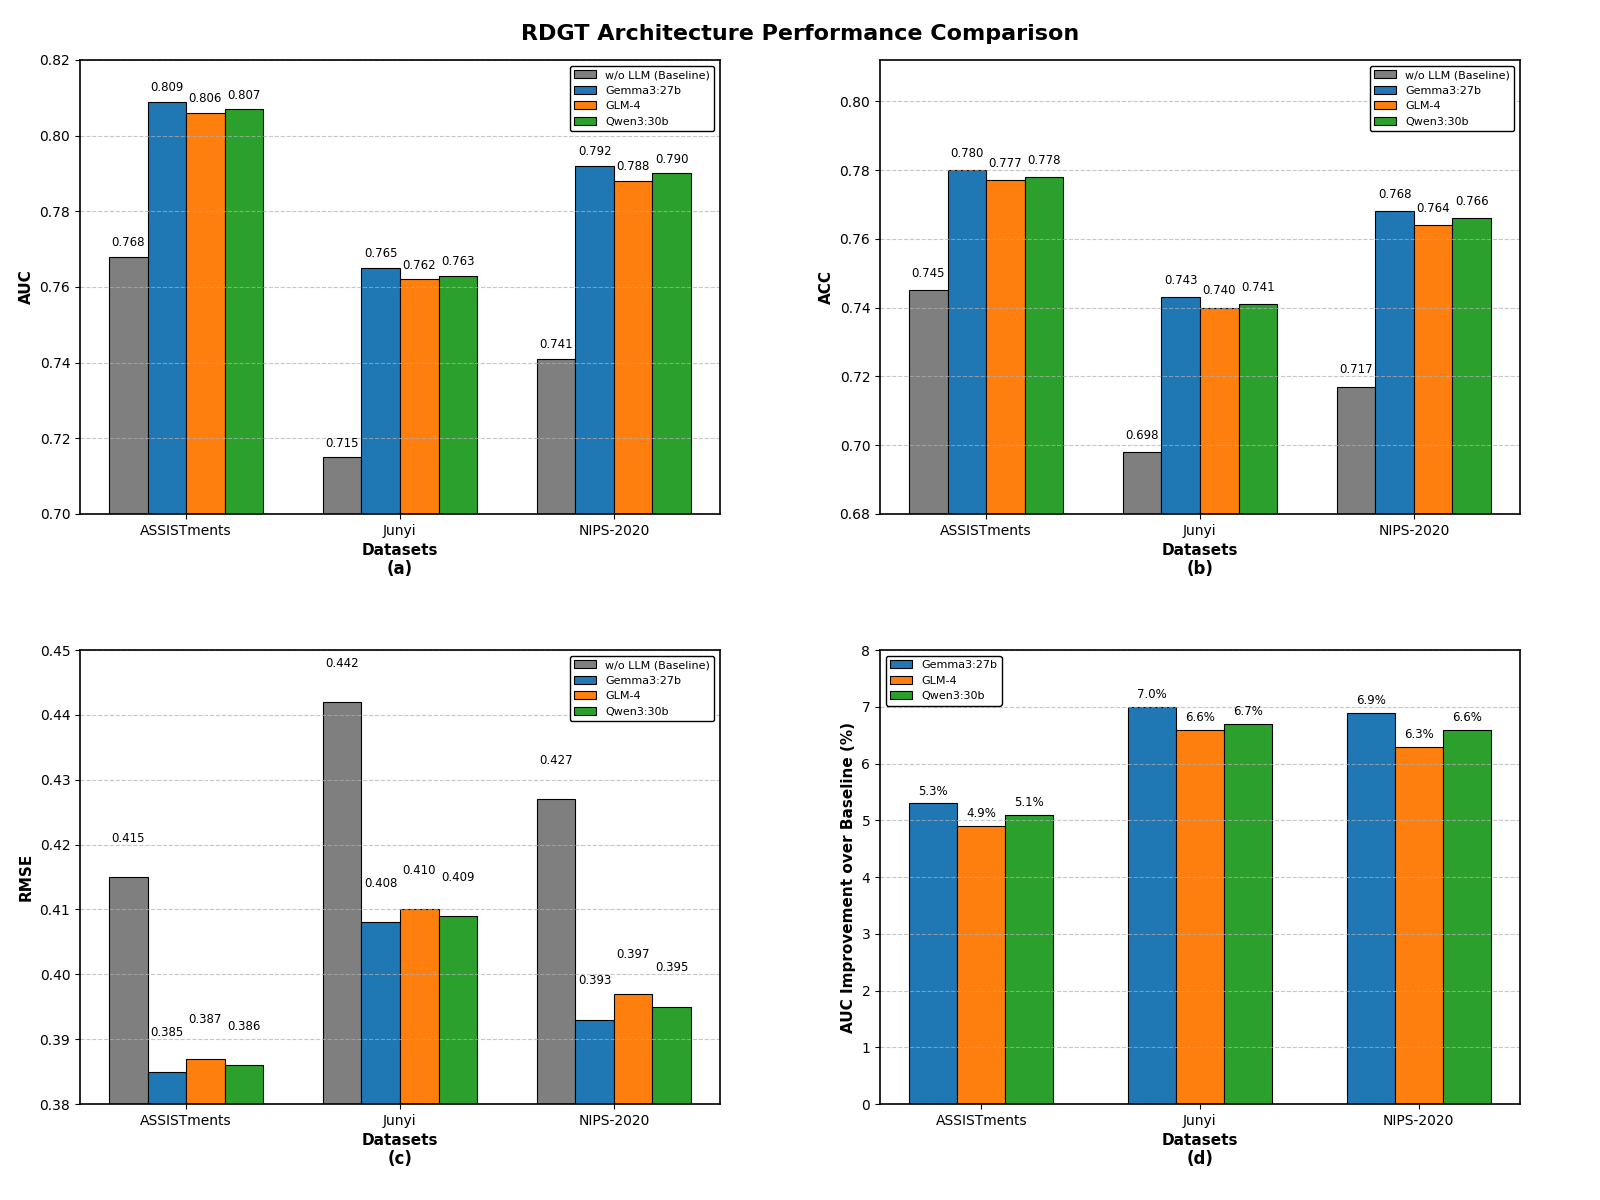 RDGT Architecture Performance Comparison
0.82
0.80
0.78
0.76
0.74
0.72
0.70
AUC
w/o LLM (Baseline)
Gemma3:27b
GLM-4
Qwen3:30b
0.768
0.809
0.806
0.807
0.715
0.765
0.762
0.763
0.741
0.792
0.788
0.790
ASSISTments
Junyi
NIPS-2020
Datasets
(a)
0.80
0.78
0.76
0.74
0.72
0.70
0.68
ACC
w/o LLM (Baseline)
Gemma3:27b
GLM-4
Qwen3:30b
0.745
0.780
0.777
0.778
0.698
0.743
0.740
0.741
0.717
0.768
0.764
0.766
ASSISTments
Junyi
NIPS-2020
Datasets
(b)
0.45
0.44
0.43
0.42
0.41
0.40
0.39
0.38
RMSE
w/o LLM (Baseline)
Gemma3:27b
GLM-4
Qwen3:30b
0.415
0.385
0.387
0.386
0.442
0.408
0.410
0.409
0.427
0.393
0.397
0.395
ASSISTments
Junyi
NIPS-2020
Datasets
(c)
8
7
6
5
4
3
2
1
0
AUC Improvement over Baseline (%)
Gemma3:27b
GLM-4
Qwen3:30b
5.3%
4.9%
5.1%
7.0%
6.6%
6.7%
6.9%
6.3%
6.6%
ASSISTments
Junyi
NIPS-2020
Datasets
(d)